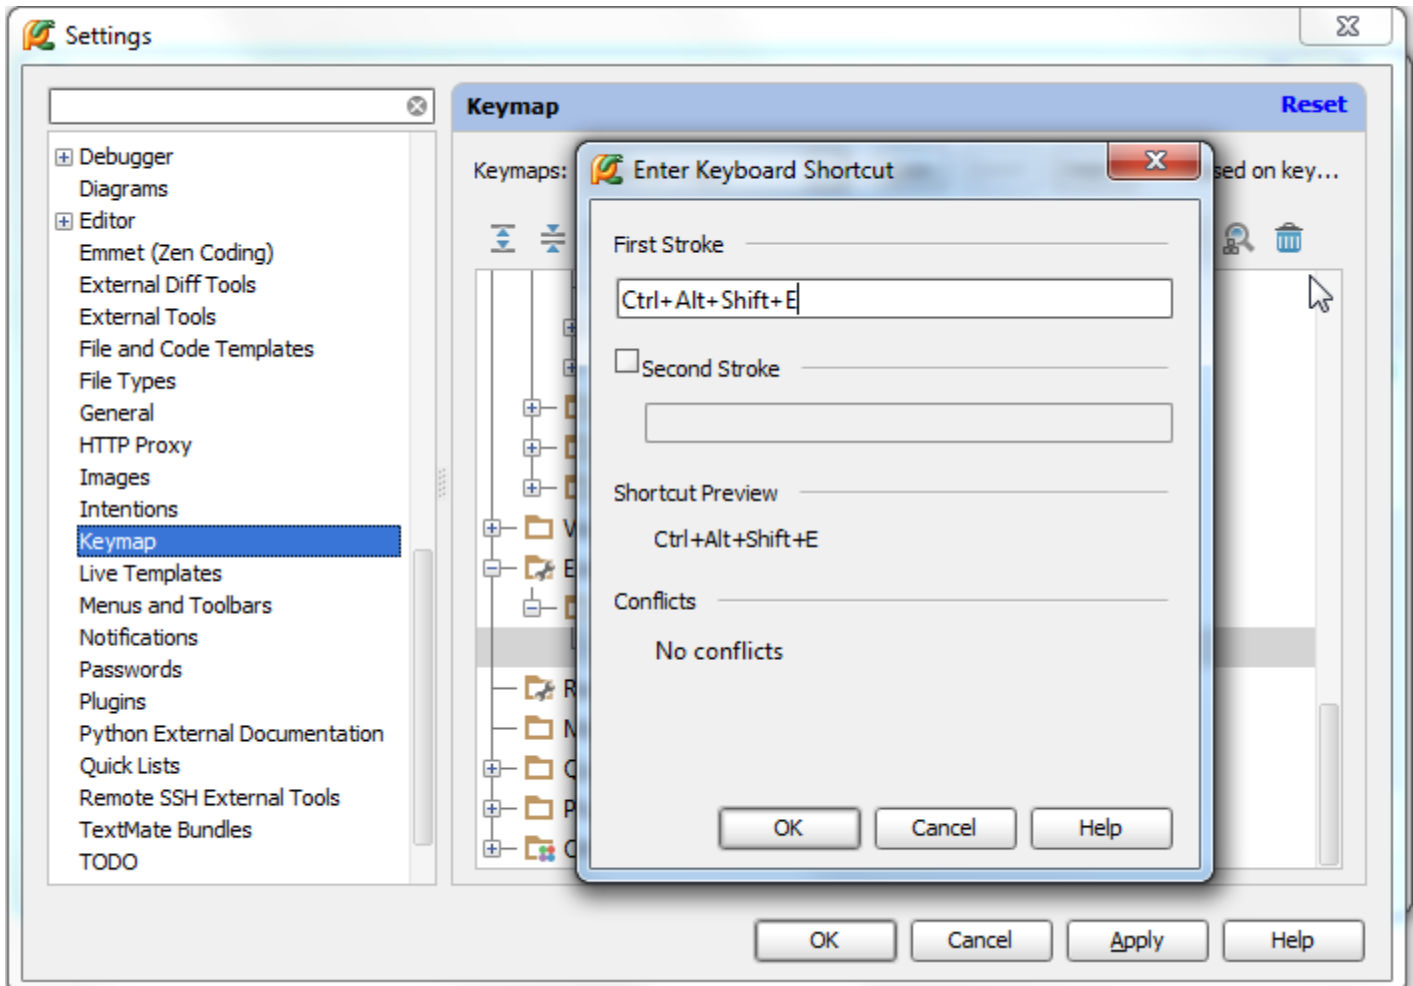 Settings
Keymap
Reset
Debugger
Diagrams
Editor
Emmet (Zen Coding)
External Diff Tools
External Tools
File and Code Templates
File Types
General
HTTP Proxy
Images
Intentions
Keymap
Live Templates
Menus and Toolbars
Notifications
Passwords
Plugins
Python External Documentation
Quick Lists
Remote SSH External Tools
TextMate Bundles
TODO
Keymaps:
sed on key...
Enter Keyboard Shortcut
First Stroke
Ctrl+Alt+Shift+E
Second Stroke
Shortcut Preview
Ctrl+Alt+Shift+E
Conflicts
No conflicts
OK Cancel Help
OK Cancel Apply Help